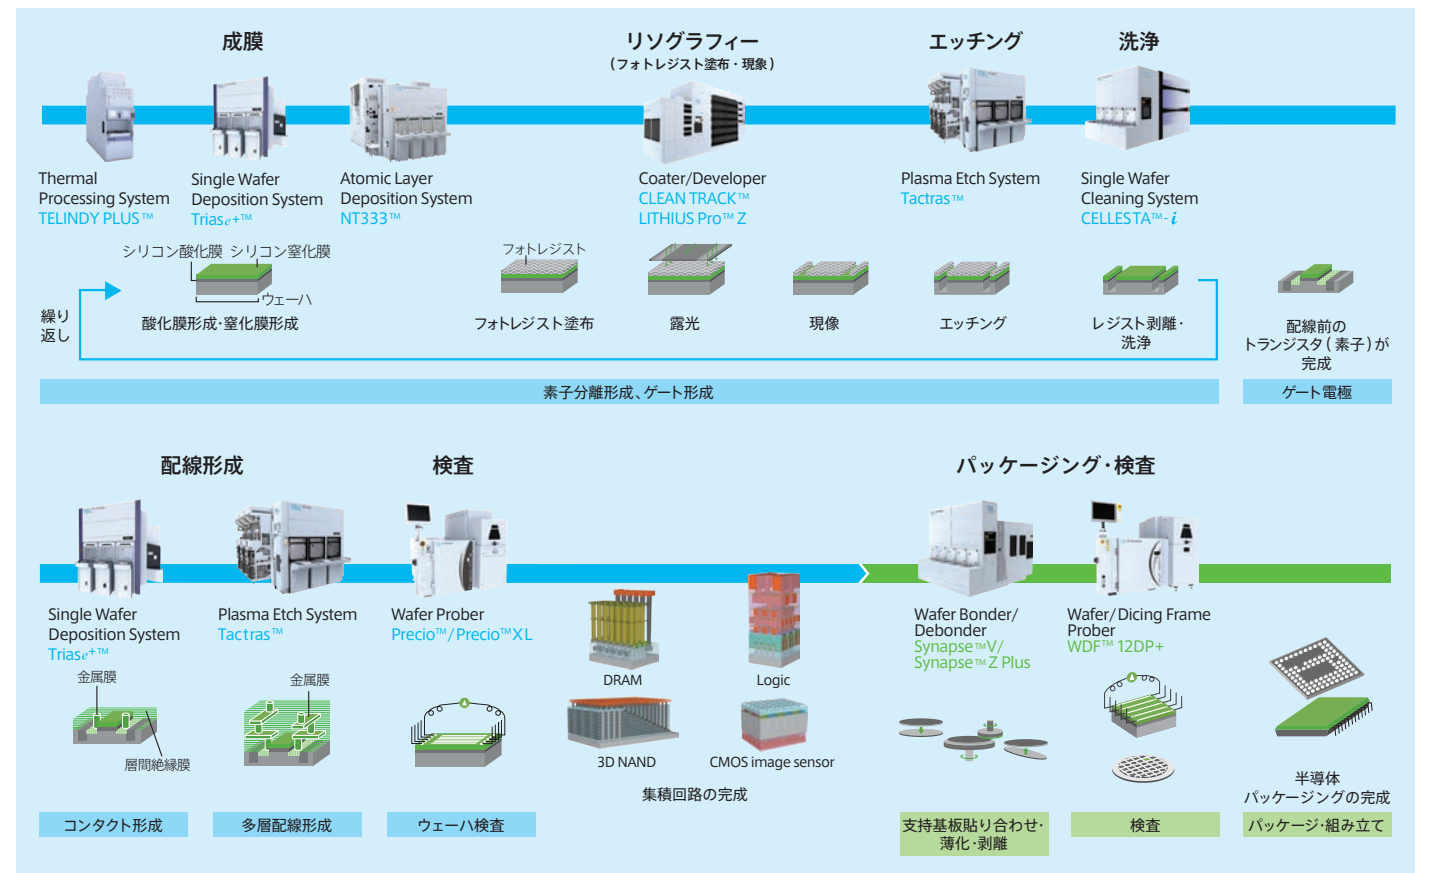 成膜
リソグラフィー
(フォトレジスト塗布・現象)
エッチング
洗浄
Thermal
Processing System
TELINDY PLUS™
Single Wafer
Deposition System
Triase+™
Atomic Layer
Deposition System
NT333™
Coater/Developer
CLEAN TRACK™
LITHIUS Pro™ Z
Plasma Etch System
Tactras™
Single Wafer
Cleaning System
CELLESTA™-i
シリコン酸化膜 シリコン窒化膜
ウェーハ
フォトレジスト
繰り
返し
酸化膜形成・窒化膜形成
フォトレジスト塗布
露光
現像
エッチング
レジスト剥離・
洗浄
配線前の
トランジスタ(素子)が
完成
素子分離形成、ゲート形成
ゲート電極
配線形成
検査
パッケージング・検査
Single Wafer
Deposition System
Triase+™
Plasma Etch System
Tactras™
Wafer Prober
Precio™/Precio™XL
DRAM
Logic
3D NAND
CMOS image sensor
集積回路の完成
Wafer Bonder/
Debonder
Synapse™V/
Synapse™Z Plus
Wafer/Dicing Frame
Prober
WDF™ 12DP+
金属膜
層間絶縁膜
金属膜
半導体
パッケージングの完成
コンタクト形成
多層配線形成
ウェーハ検査
支持基板貼り合わせ・
薄化・剥離
検査
パッケージ・組み立て